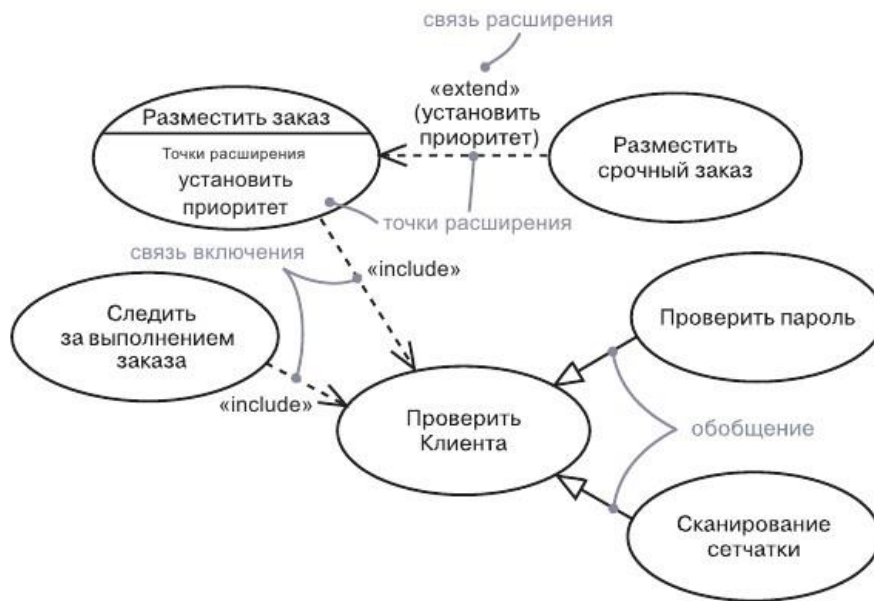 связь расширения
«extend»
(установить
приоритет)
Разместить заказ
Точки расширения
установить
приоритет
Разместить
срочный заказ
точки расширения
связь включения
«include»
Следить
за выполнением
заказа
«include»
Проверить пароль
Проверить
Клиента
обобщение
Сканирование
сетчатки